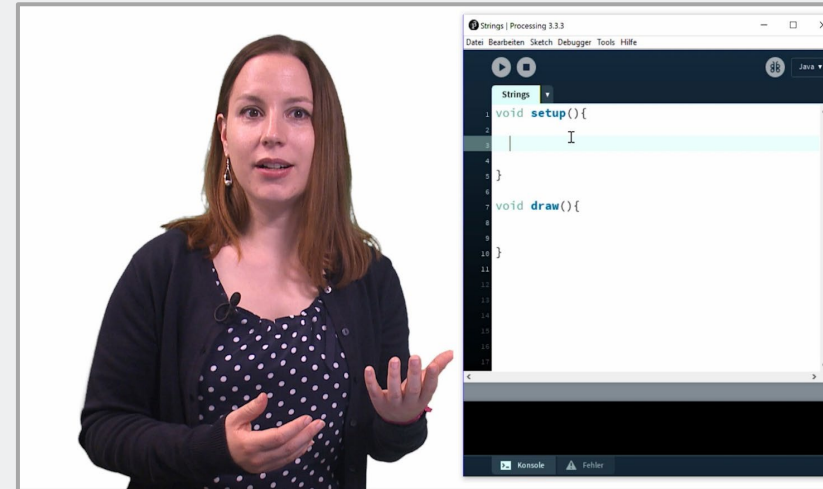 Strings | Processing 3.3.3
Datei Bearbeiten Sketch Debugger Tools Hilfe
Java
Strings
1 void setup(){
2
3
4
5 }
6
7 void draw(){
8
9
10 }
11
12
13
14
15
16
17
Konsole Fehler